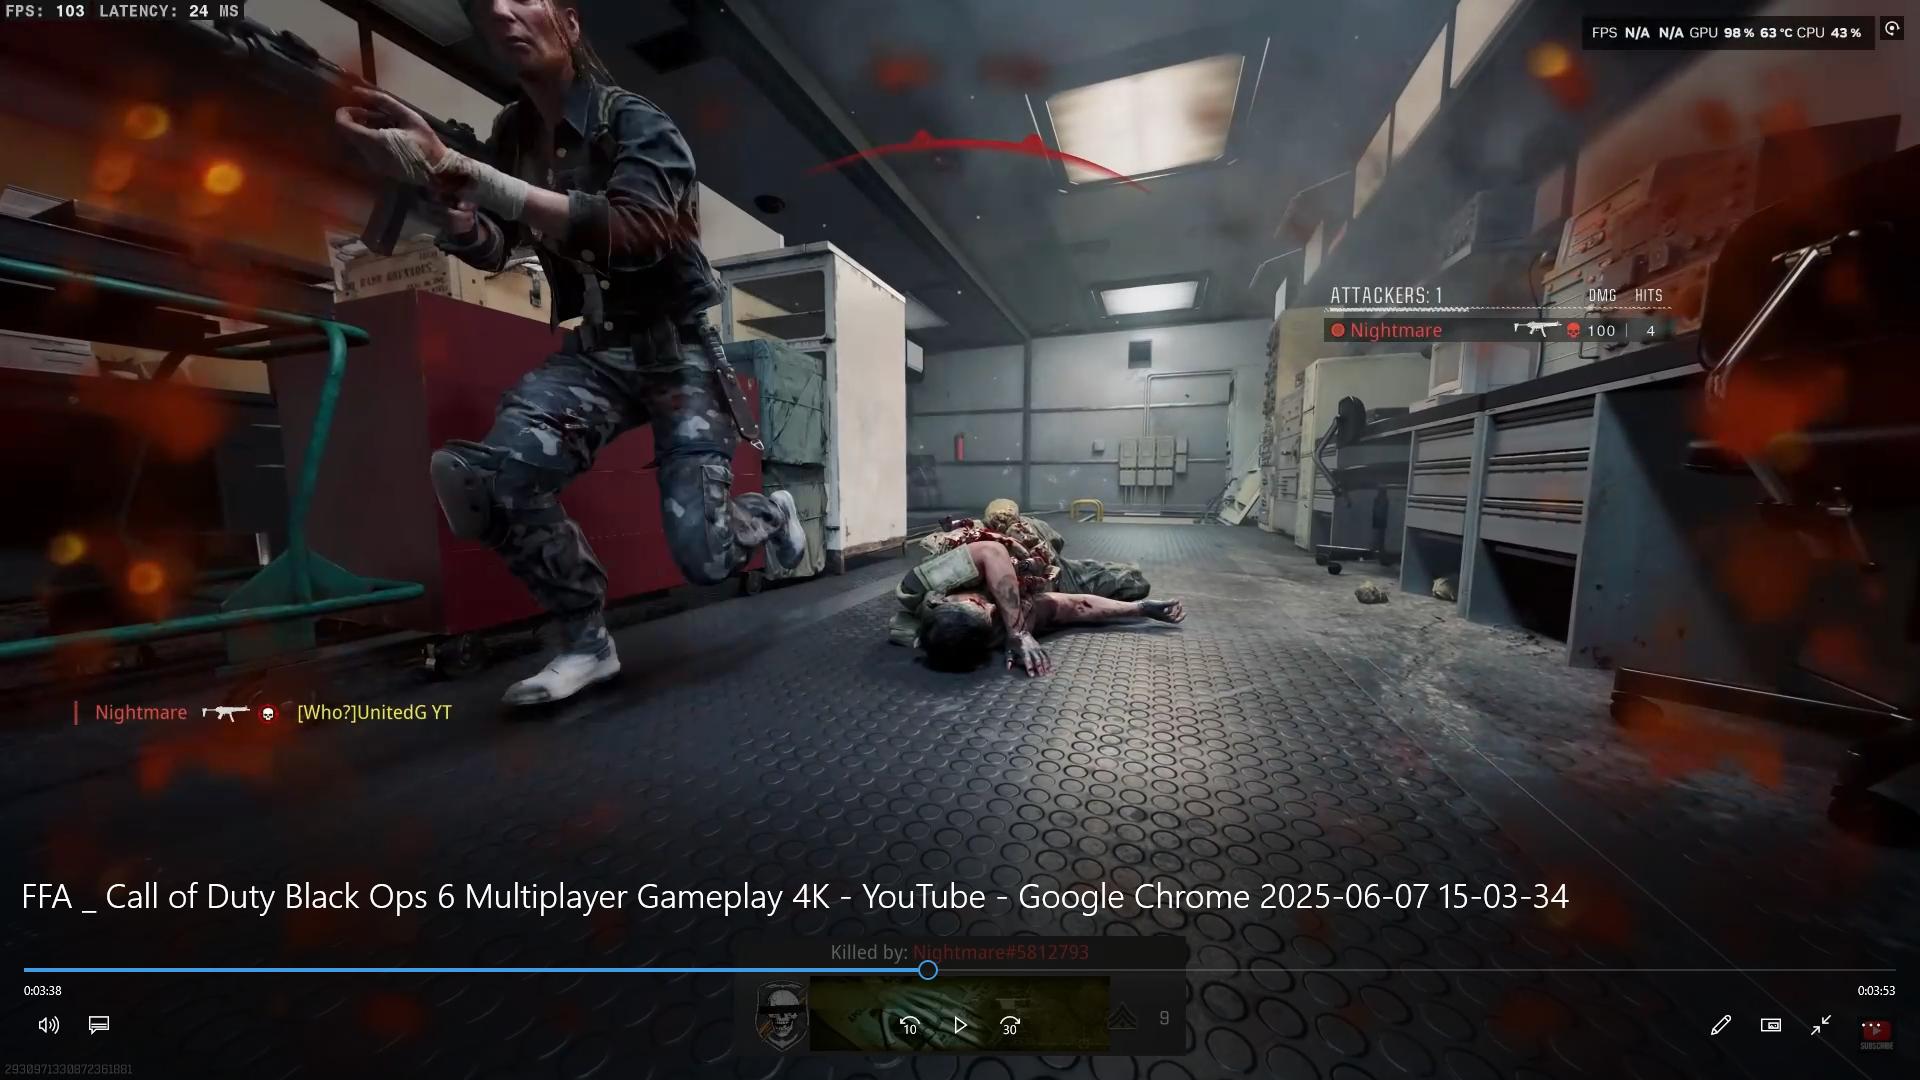 FPS: 103 LATENCY: 24 MS
FPS N/A N/A GPU 98 % 63 °C CPU 43 %
ATTACKERS: 1 DMG HITS
Nightmare 100 | 4
Nightmare [Who?]UnitedG YT
FFA _ Call of Duty Black Ops 6 Multiplayer Gameplay 4K - YouTube - Google Chrome 2025-06-07 15-03-34
Killed by: Nightmare#5812793
0:03:38 0:03:53
10 30 9
SUBSCRIBE
2930971330872361881